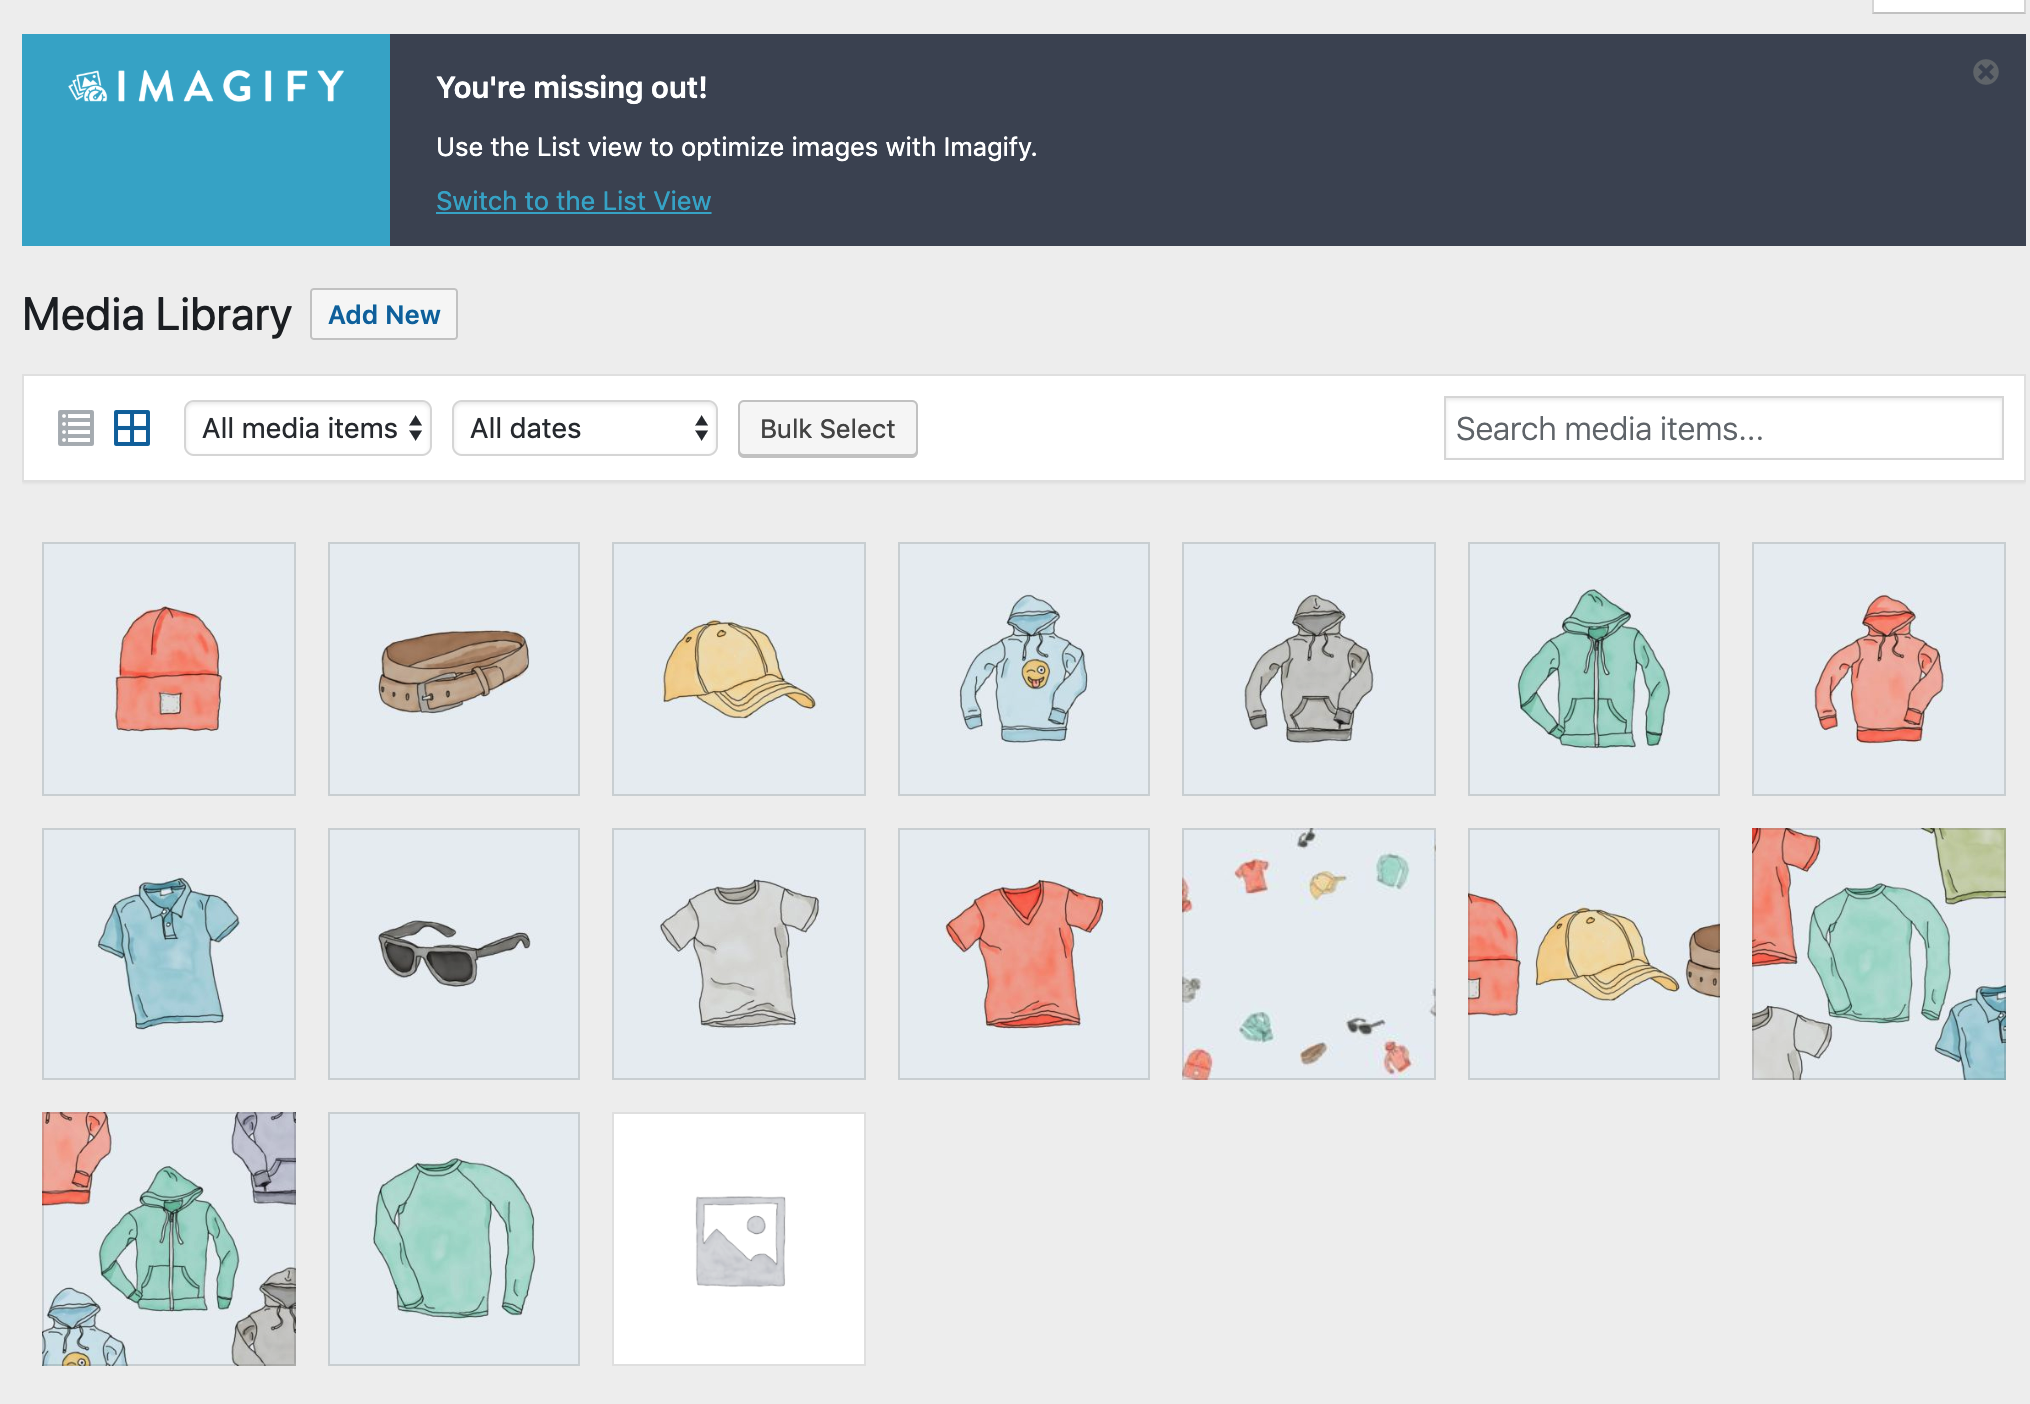 IMAGIFY
You're missing out!
Use the List view to optimize images with Imagify.
Switch to the List View
Media Library
Add New
All media items
All dates
Bulk Select
Search media items...